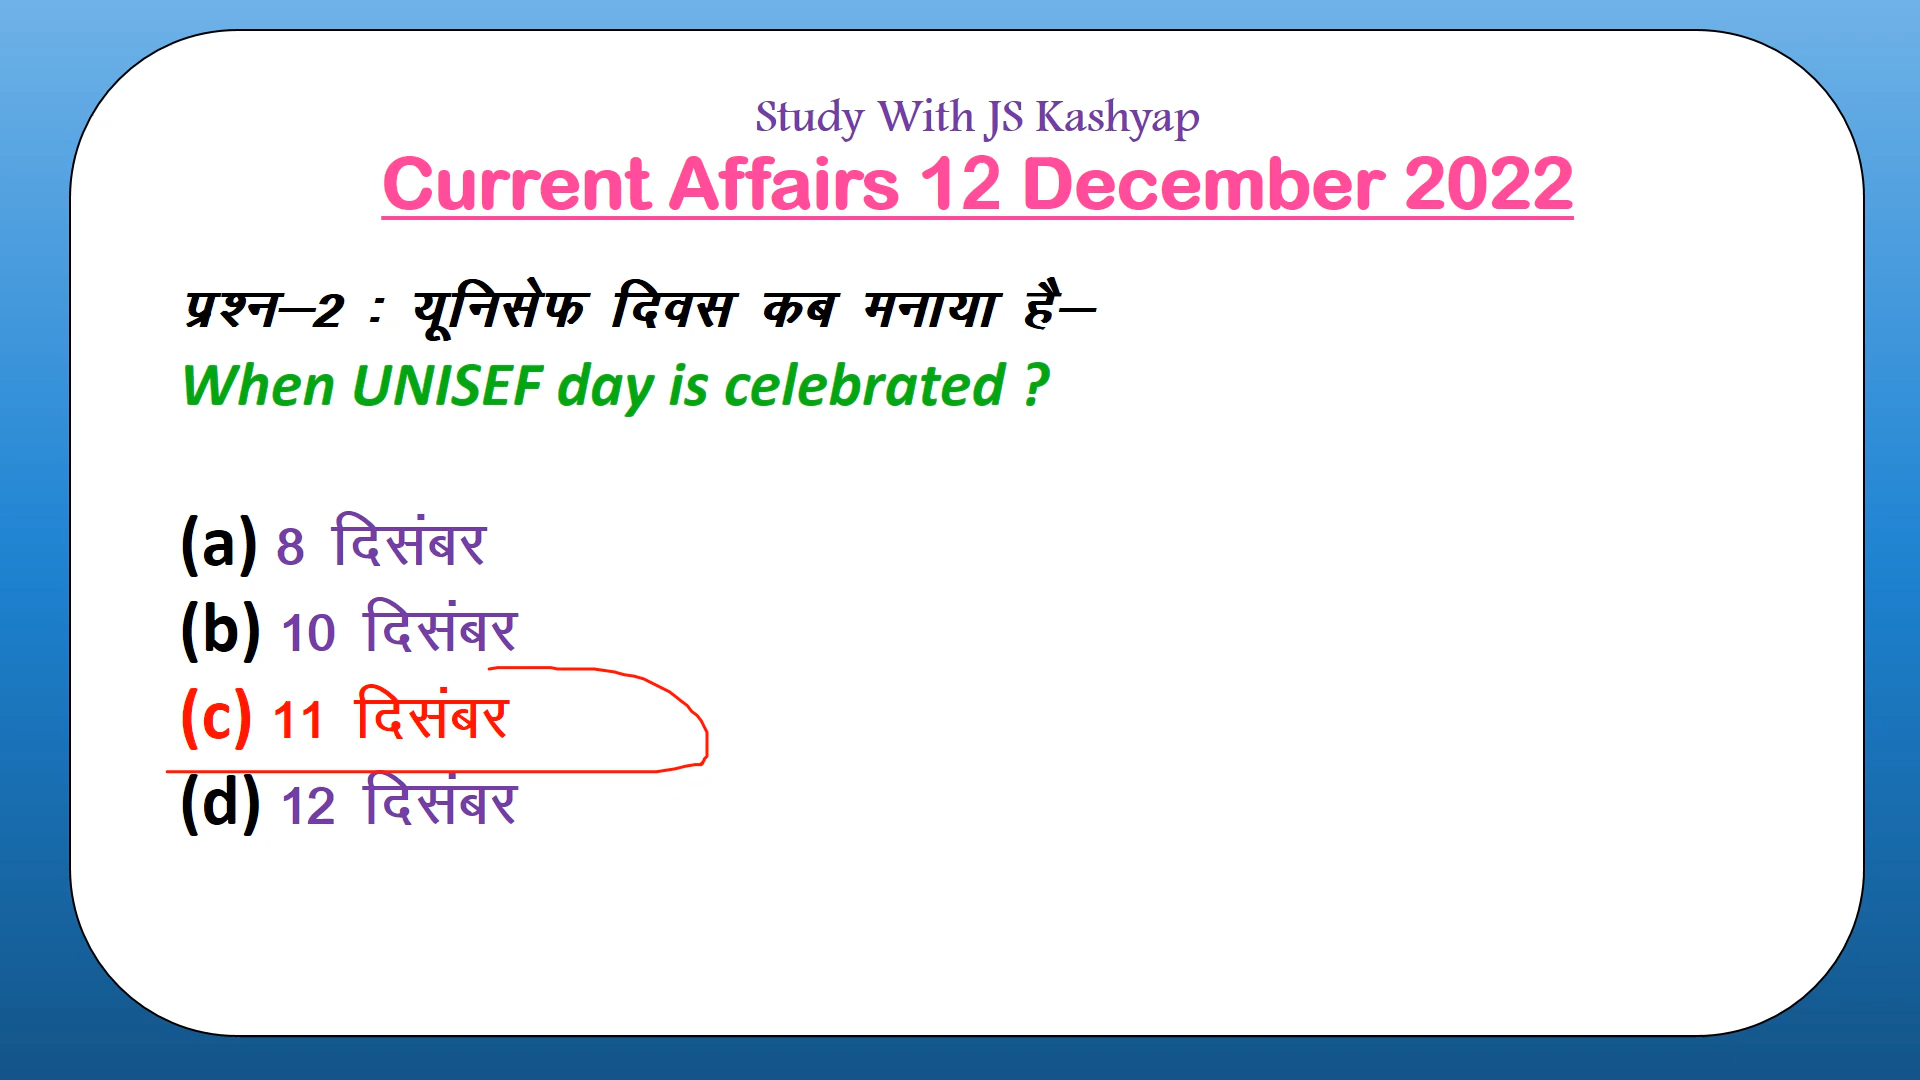 Study With JS Kashyap
Current Affairs 12 December 2022
प्रश्न–2 : यूनिसेफ दिवस कब मनाया है–
When UNISEF day is celebrated ?
(a) 8 दिसंबर
(b) 10 दिसंबर
(c) 11 दिसंबर
(d) 12 दिसंबर